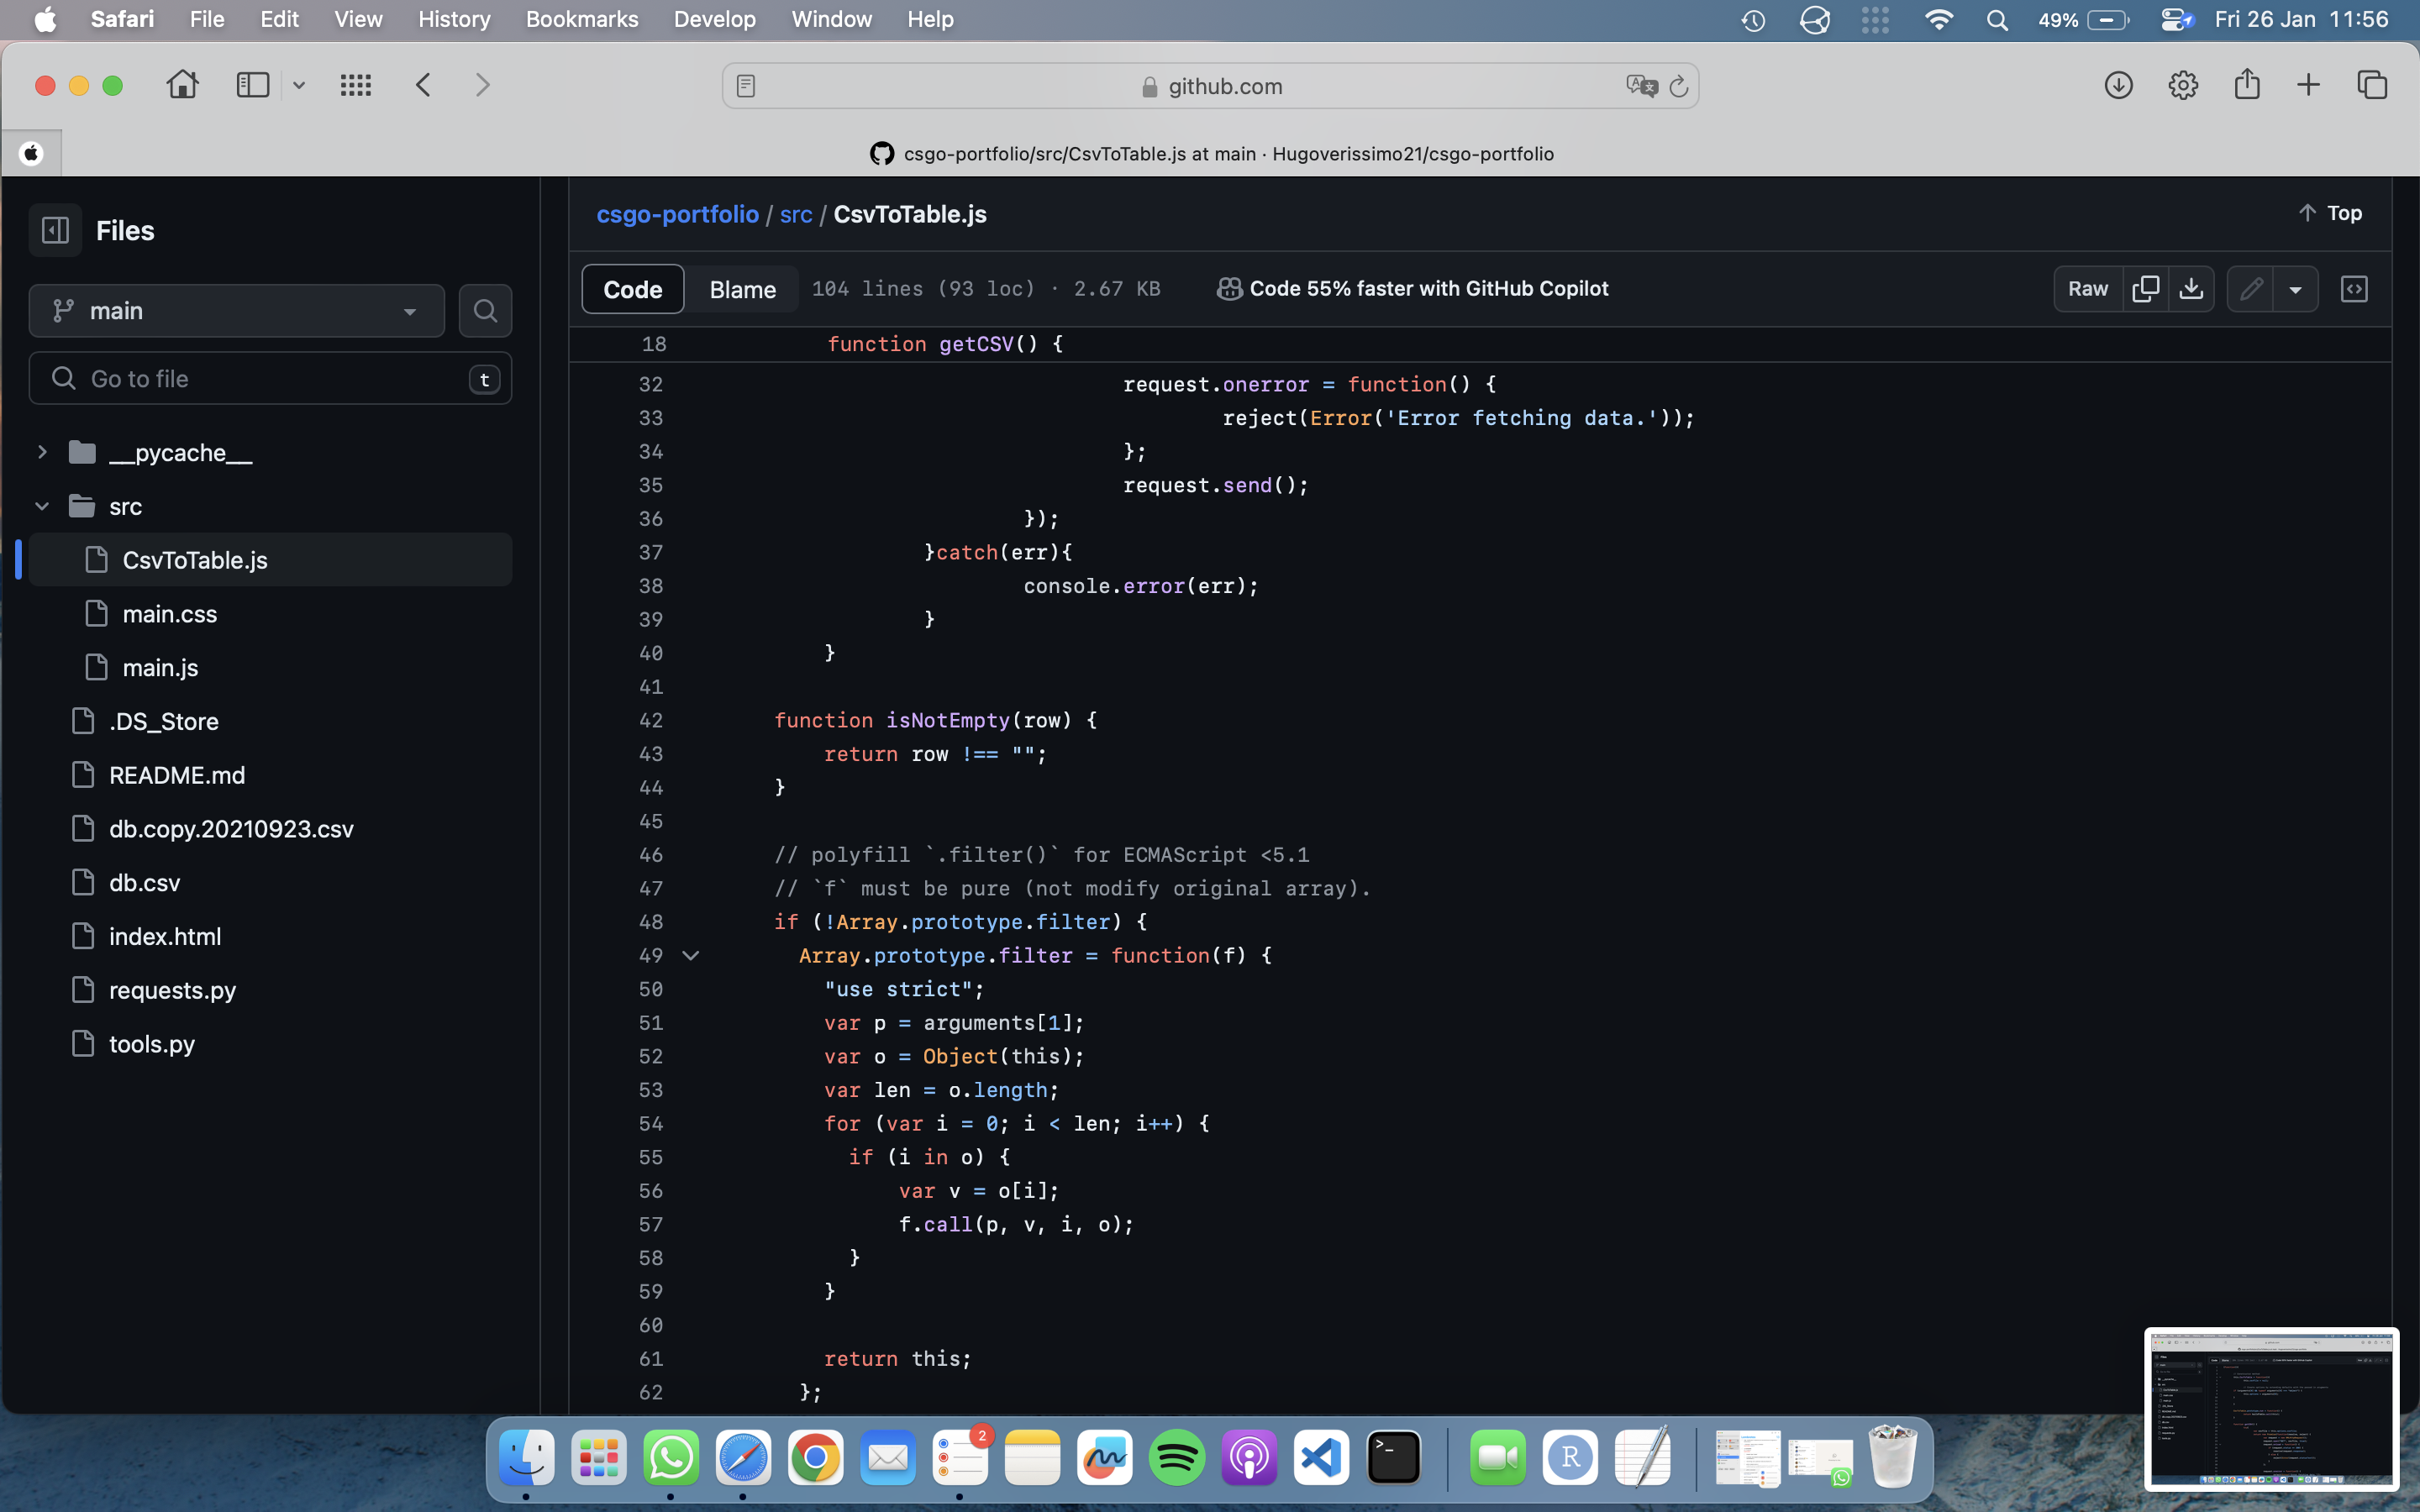 Safari File Edit View History Bookmarks Develop Window Help 49% Fri 26 Jan 11:56
github.com
csgo-portfolio/src/CsvToTable.js at main · Hugoverissimo21/csgo-portfolio
Files
main
Go to file t
__pycache__
src
CsvToTable.js
main.css
main.js
.DS_Store
README.md
db.copy.20210923.csv
db.csv
index.html
requests.py
tools.py
csgo-portfolio / src / CsvToTable.js Top
Code Blame 104 lines (93 loc) · 2.67 KB Code 55% faster with GitHub Copilot Raw
18 function getCSV() {
32 request.onerror = function() {
33 reject(Error('Error fetching data.'));
34 };
35 request.send();
36 });
37 }catch(err){
38 console.error(err);
39 }
40 }
41
42 function isNotEmpty(row) {
43 return row !== "";
44 }
45
46 // polyfill `.filter()` for ECMAScript <5.1
47 // `f` must be pure (not modify original array).
48 if (!Array.prototype.filter) {
49 Array.prototype.filter = function(f) {
50 "use strict";
51 var p = arguments[1];
52 var o = Object(this);
53 var len = o.length;
54 for (var i = 0; i < len; i++) {
55 if (i in o) {
56 var v = o[i];
57 f.call(p, v, i, o);
58 }
59 }
60
61 return this;
62 };
2
R